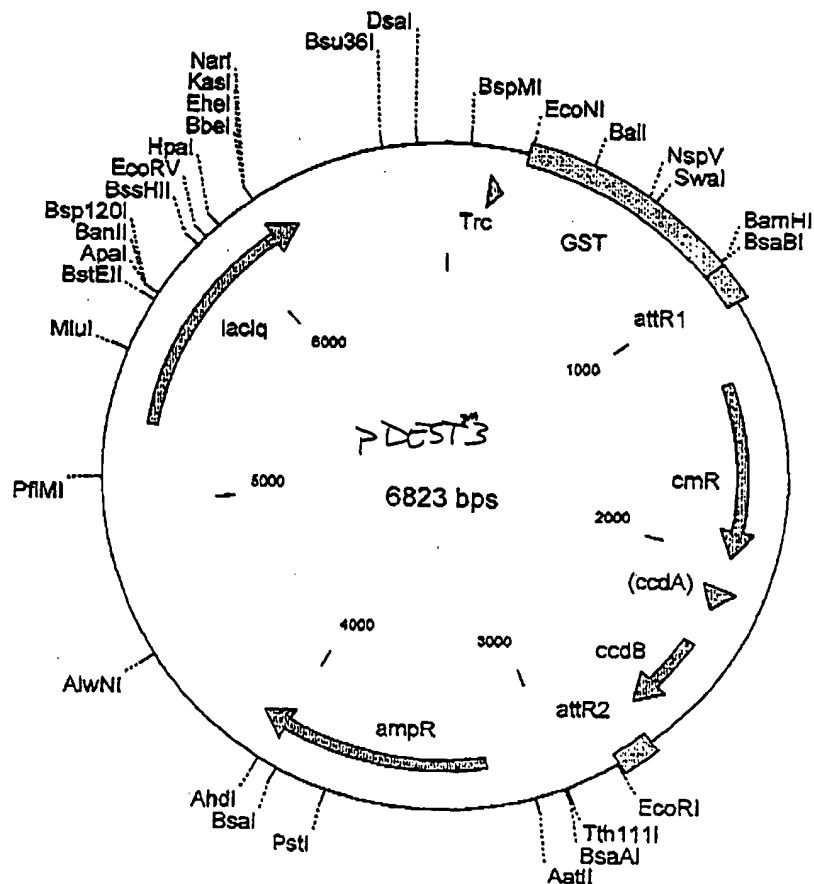 DsaI
Bsu36I
BspMI
EcoNI
BalI
NspV
SwaI
BamHI
BsaBI
NarI
KasI
EheI
BbeI
HpaI
EcoRV
BssHII
Bsp120I
BanII
ApaI
BstEII
MluI
PflMI
AlwNI
AhdI
BsaI
PstI
AatII
BsaAI
Tth111I
EcoRI
Trc
GST
attR1
lacIq
6000
1000
pDEST™3
6823 bps
5000
cmR
2000
(ccdA)
ccdB
4000
3000
attR2
ampR